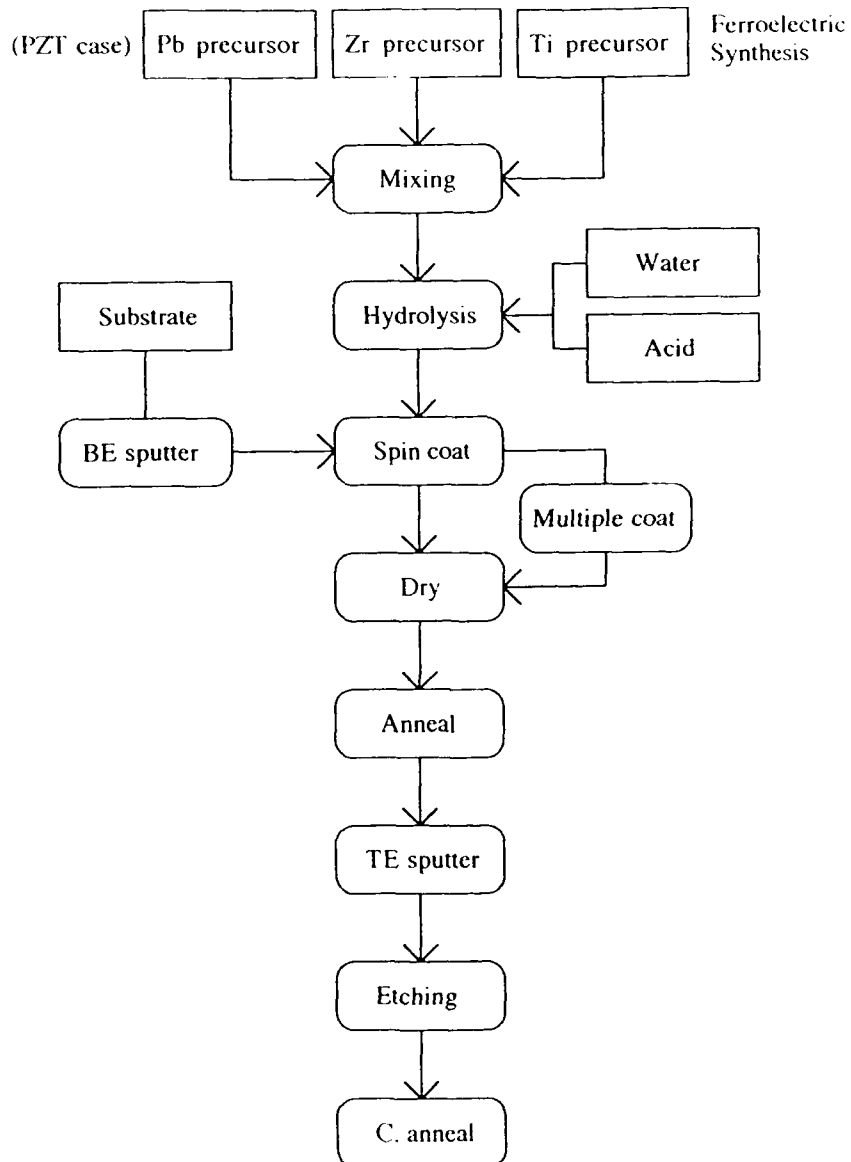 (PZT case)
Pb precursor
Zr precursor
Ti precursor
Ferroelectric
Synthesis
Mixing
Water
Substrate
Hydrolysis
Acid
BE sputter
Spin coat
Multiple coat
Dry
Anneal
TE sputter
Etching
C. anneal